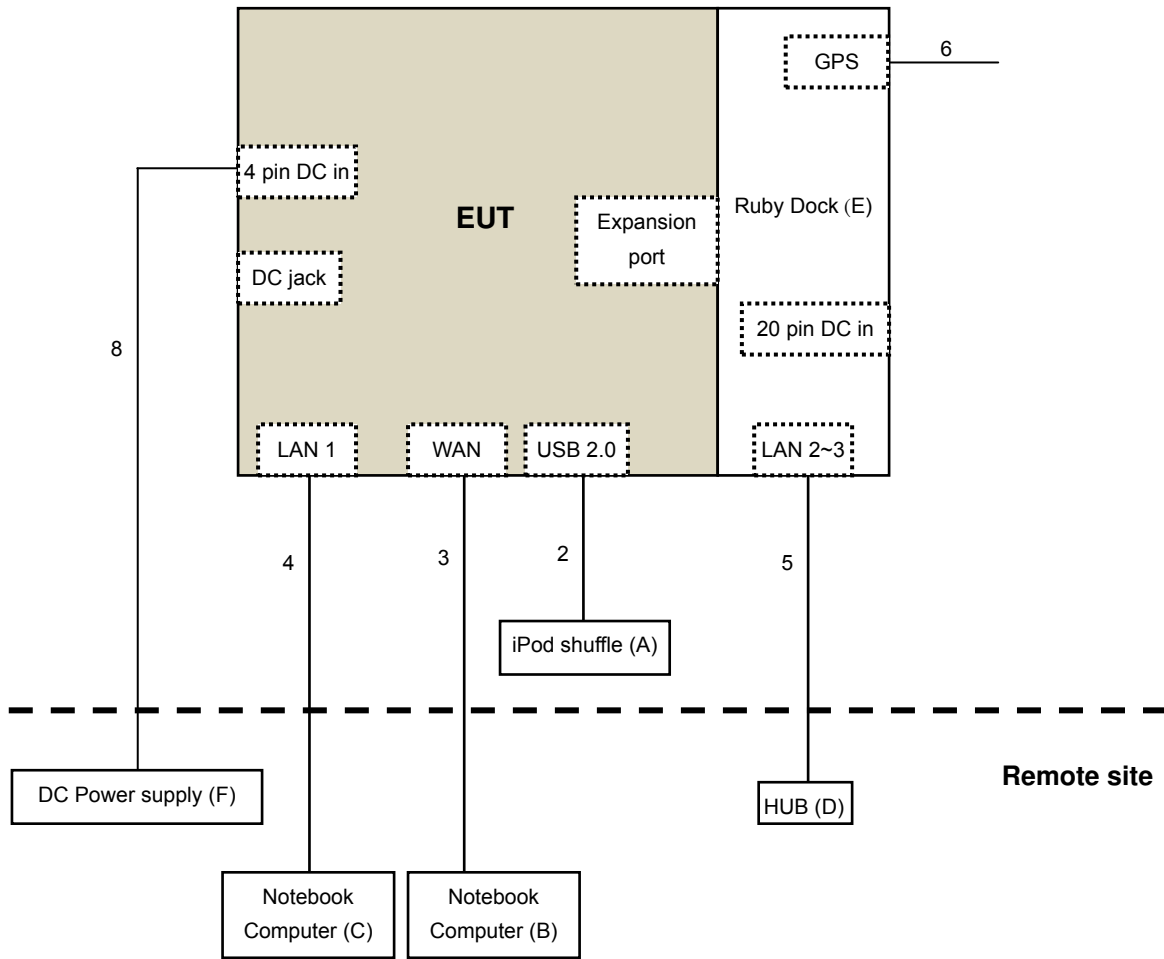 GPS
6
4 pin DC in
EUT
Expansion
port
Ruby Dock (E)
DC jack
20 pin DC in
8
LAN 1
WAN
USB 2.0
LAN 2~3
4
3
2
5
iPod shuffle (A)
Remote site
DC Power supply (F)
HUB (D)
Notebook
Computer (C)
Notebook
Computer (B)